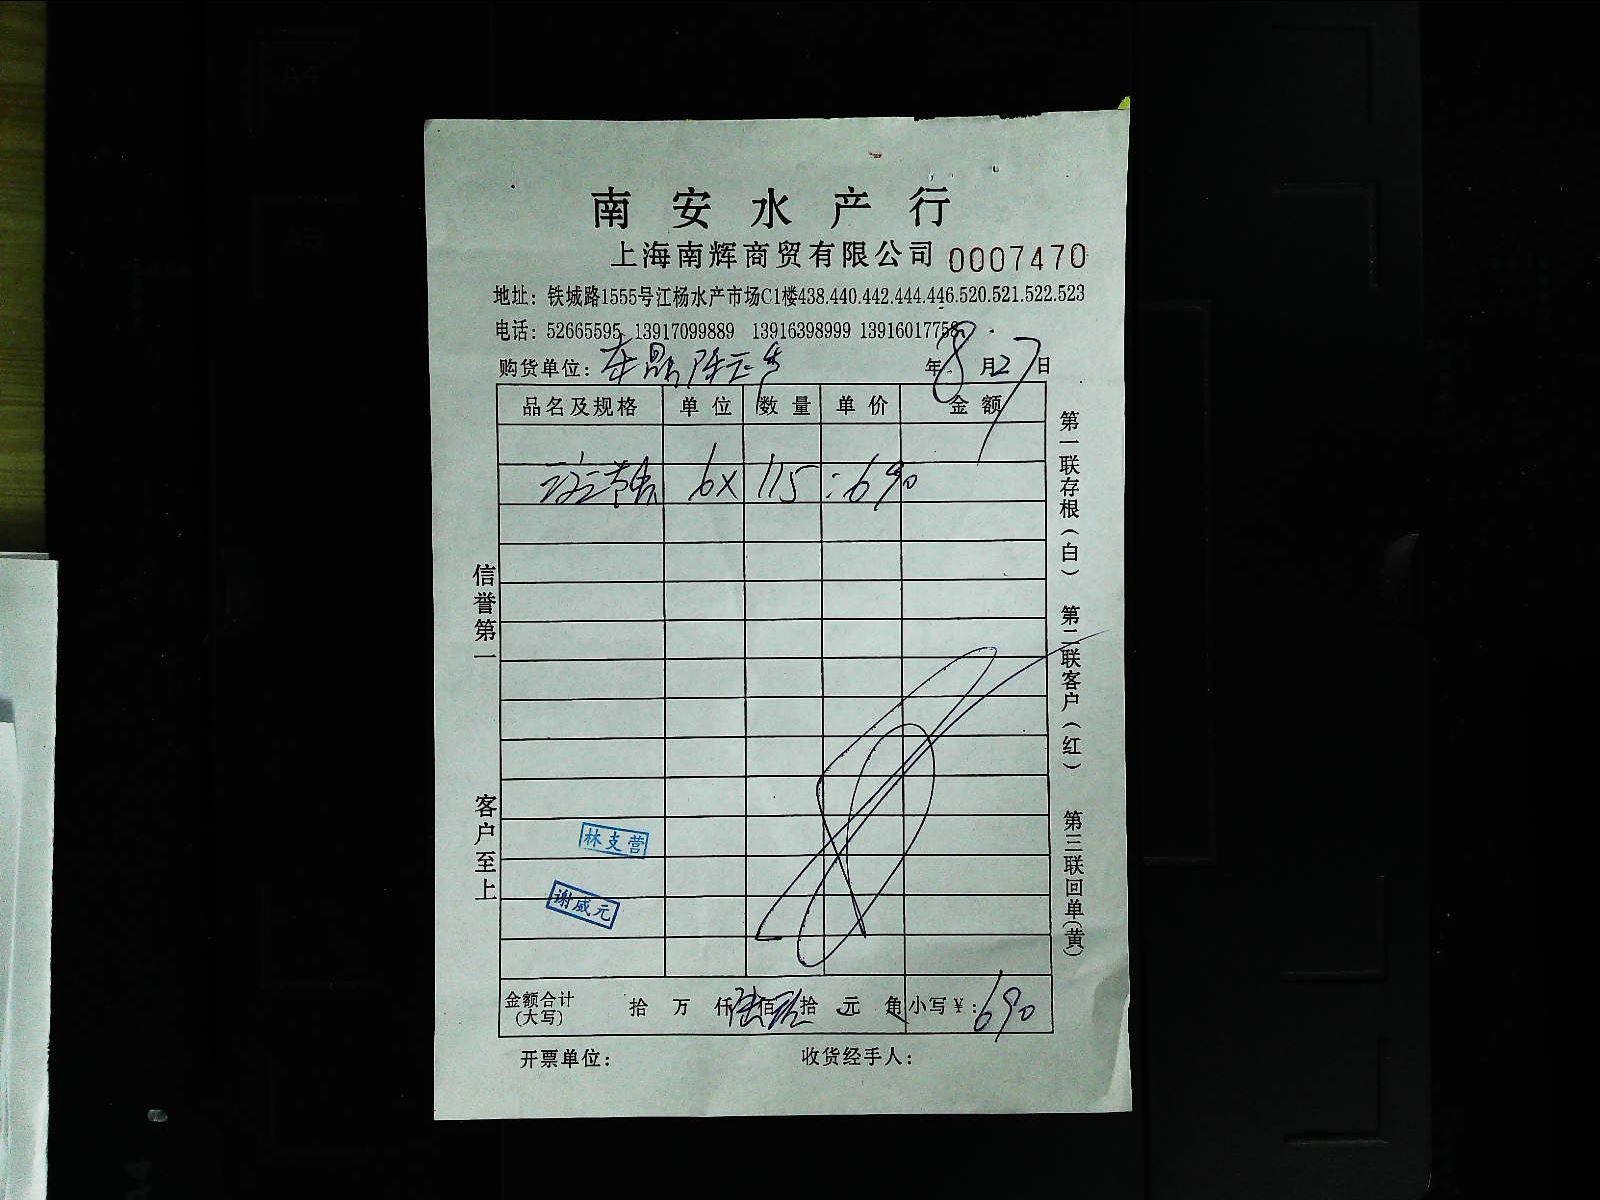 南安水产行
上海南辉商贸有限公司 0007470
地址：铁城路1555号江杨水产市场C1楼438.440.442.444.446.520.521.522.523
电话：52665595 13917099889 13916398999 13916017758
购货单位： 年 8 月 27 日
品名及规格 单位 数量 单价 金额
6 x 115 : 690
信誉第一
客户至上
第一联存根（白） 第二联客户（红） 第三联回单（黄）
林支营
谢威元
金额合计（大写） 拾 万 仟 陆 佰 玖 拾 元 角 小写￥：690
开票单位： 收货经手人：